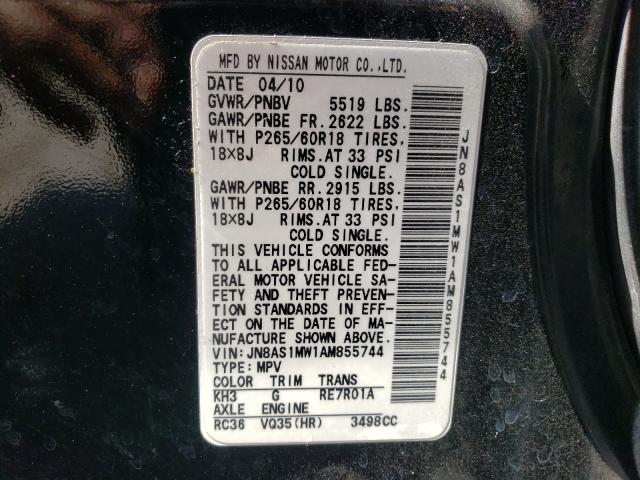 MFD BY NISSAN MOTOR CO.,LTD.
DATE 04/10
GVWR/PNBV 5519 LBS.
GAWR/PNBE FR. 2622 LBS.
WITH P265/60R18 TIRES,
18×8J RIMS.AT 33 PSI
COLD SINGLE.
GAWR/PNBE RR. 2915 LBS.
WITH P265/60R18 TIRES,
18×8J RIMS.AT 33 PSI
COLD SINGLE.
THIS VEHICLE CONFORMS
TO ALL APPLICABLE FED-
ERAL MOTOR VEHICLE SA-
FETY AND THEFT PREVEN-
TION STANDARDS IN EFF-
ECT ON THE DATE OF MA-
NUFACTURE SHOWN ABOVE.
VIN: JN8AS1MW1AM855744
TYPE: MPV
COLOR TRIM TRANS
KH3 G RE7R01A
AXLE ENGINE
RC36 VQ35(HR) 3498CC
JN8AS1MW1AM855744